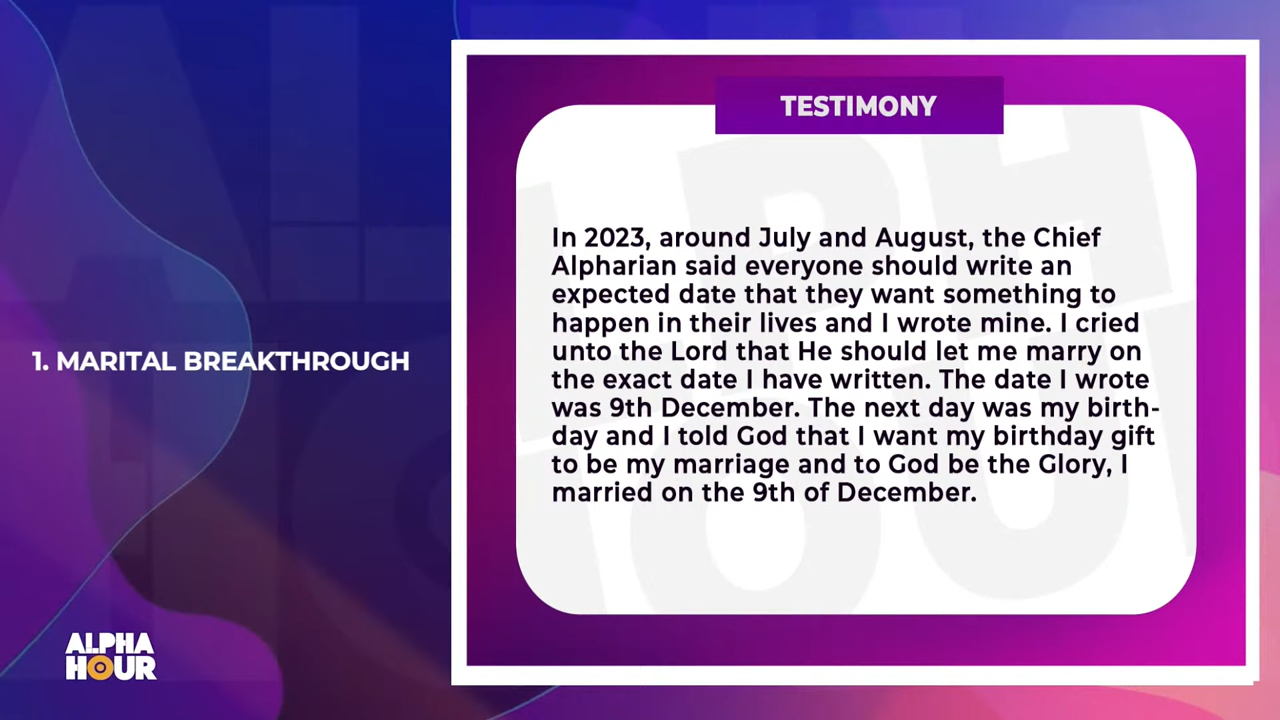 TESTIMONY
In 2023, around July and August, the Chief
Alpharian said everyone should write an
expected date that they want something to
happen in their lives and I wrote mine. I cried
unto the Lord that He should let me marry on
the exact date I have written. The date I wrote
was 9th December. The next day was my birth-
day and I told God that I want my birthday gift
to be my marriage and to God be the Glory, I
married on the 9th of December.
1. MARITAL BREAKTHROUGH
ALPHA
HOUR